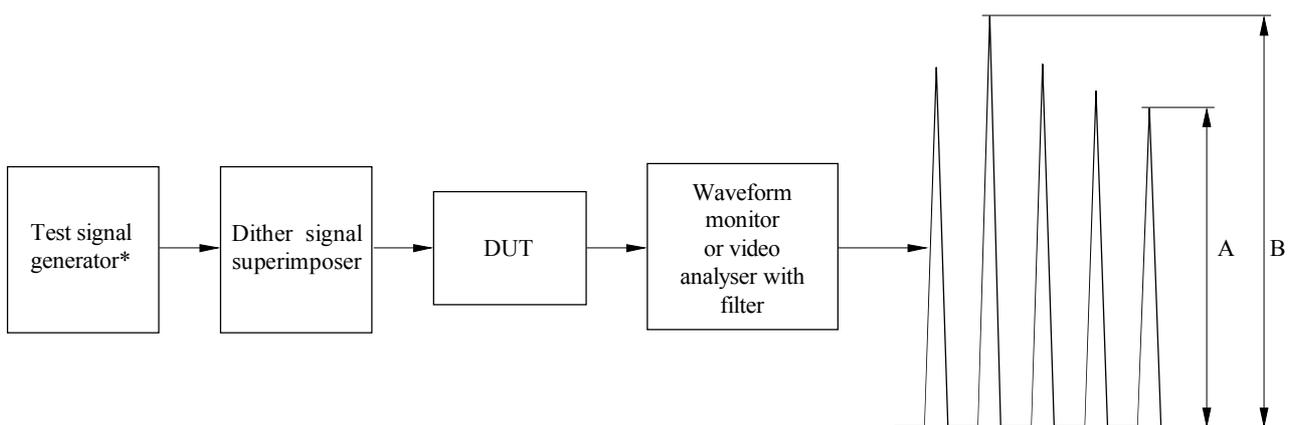 Test signal
generator*
Dither signal
superimposer
DUT
Waveform
monitor
or video
analyser with
filter
A
B